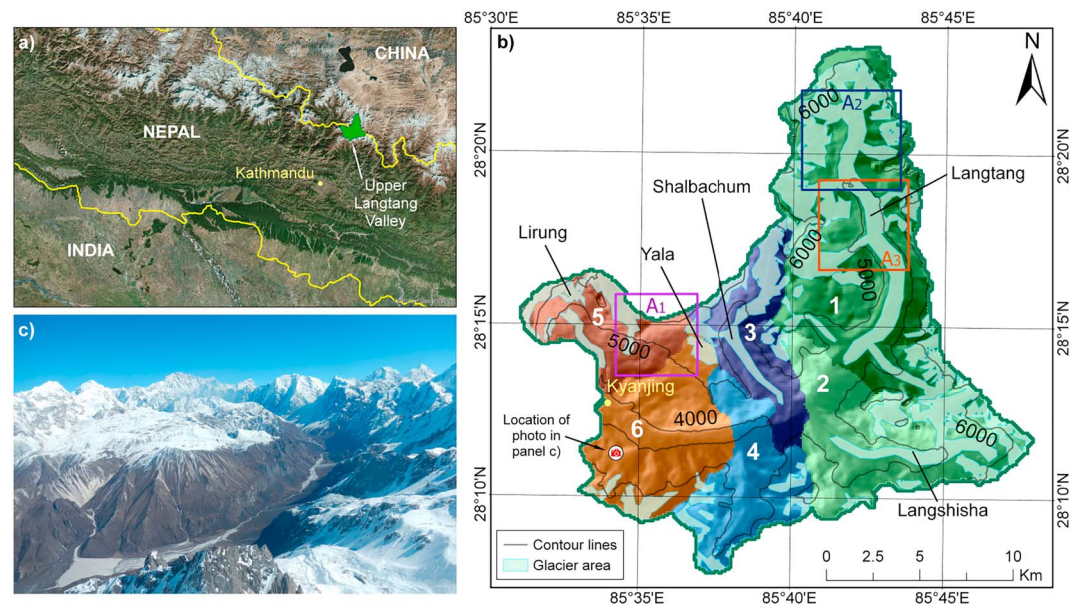 a)
CHINA
NEPAL
Kathmandu
Upper
Langtang
Valley
INDIA
c)
b)
85°30'E
85°35'E
85°40'E
85°45'E
N
28°20'N
28°15'N
28°10'N
28°20'N
28°15'N
28°10'N
6000
A2
Langtang
Shalbachum
Lirung
Yala
6000
A3
5000
A1
1
5
3
5000
2
Kyanjing
4000
6
Location of
photo in
panel c)
4
6000
Langshisha
Contour lines
Glacier area
0 2.5 5 10
Km
85°35'E
85°40'E
85°45'E